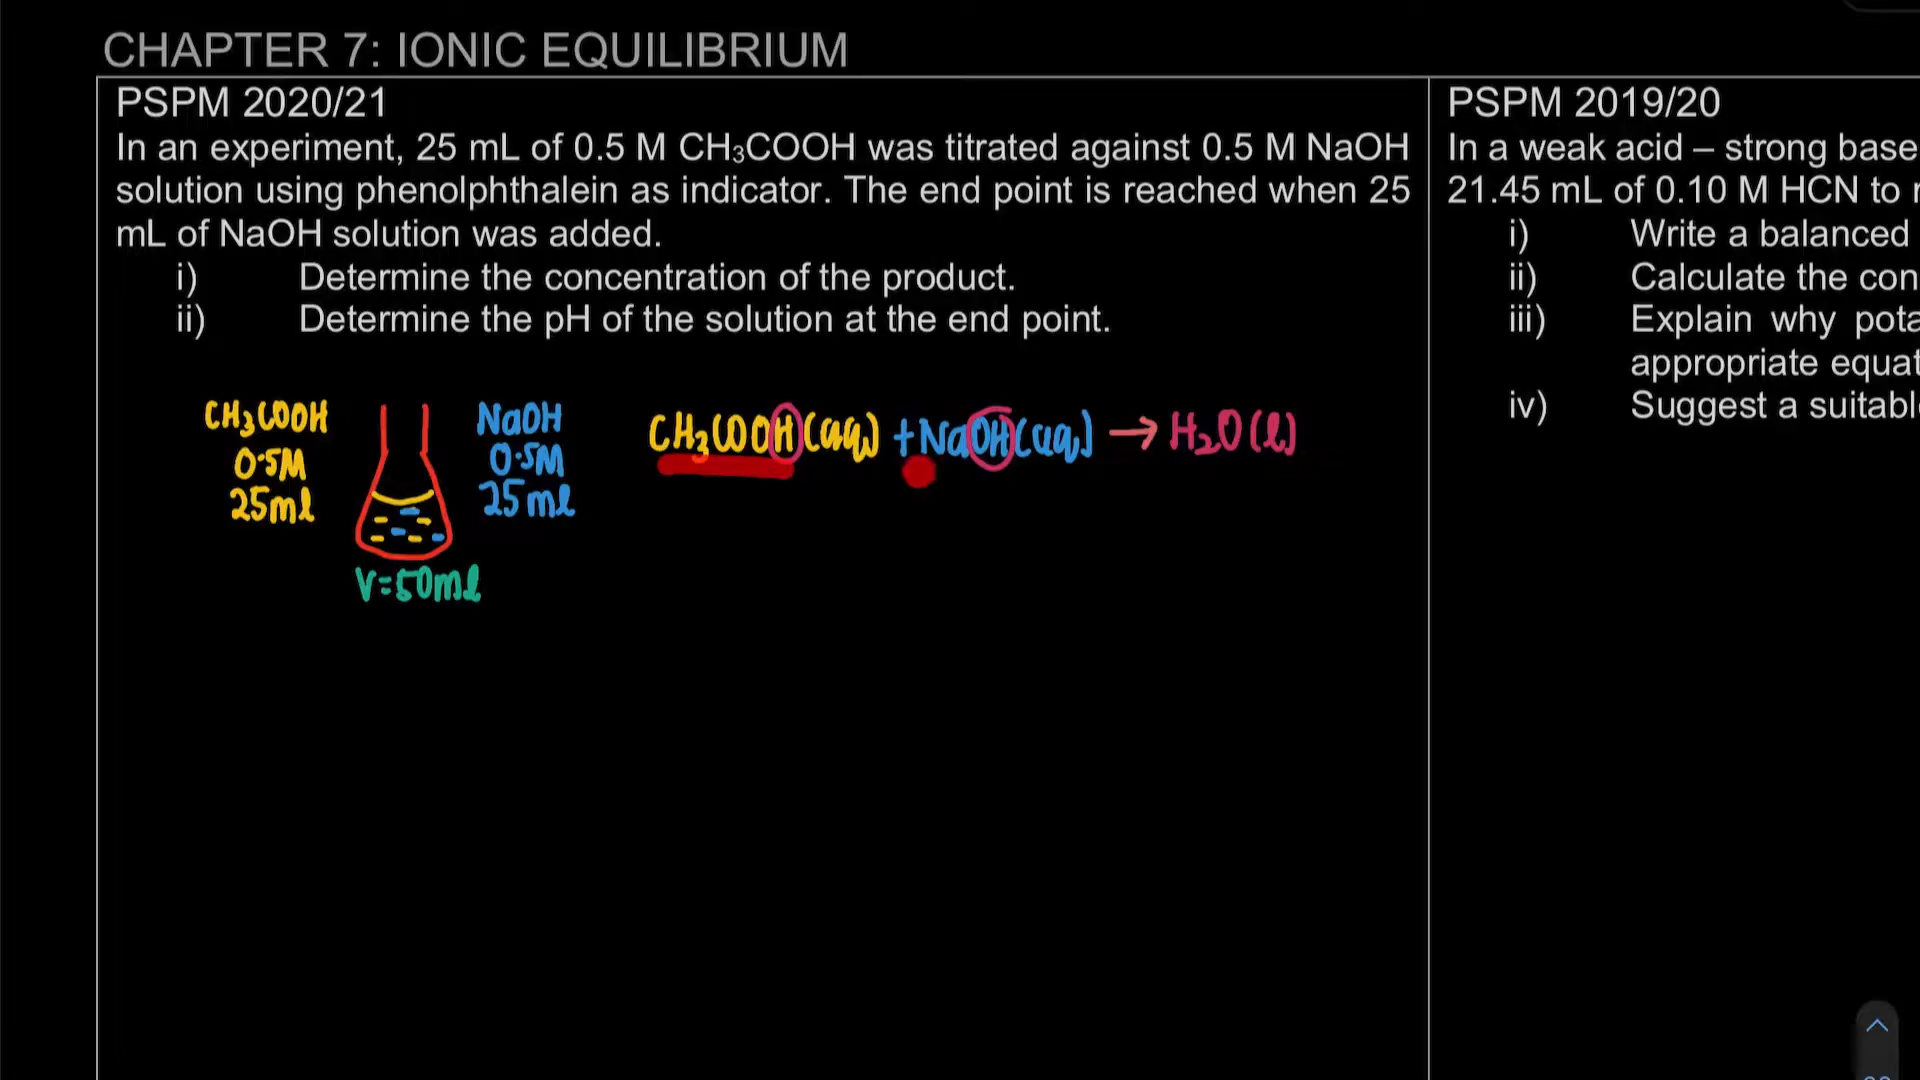 CHAPTER 7: IONIC EQUILIBRIUM
PSPM 2020/21
In an experiment, 25 mL of 0.5 M CH₃COOH was titrated against 0.5 M NaOH
solution using phenolphthalein as indicator. The end point is reached when 25
mL of NaOH solution was added.
i) Determine the concentration of the product.
ii) Determine the pH of the solution at the end point.
CH₃COOH
0.5M
25ml
NaOH
0.5M
25ml
V=50ml
CH₃COOH(aq) + NaOH(aq) → H₂O(l)
PSPM 2019/20
In a weak acid – strong base
21.45 mL of 0.10 M HCN to
i) Write a balanced
ii) Calculate the con
iii) Explain why pota
appropriate equat
iv) Suggest a suitabl